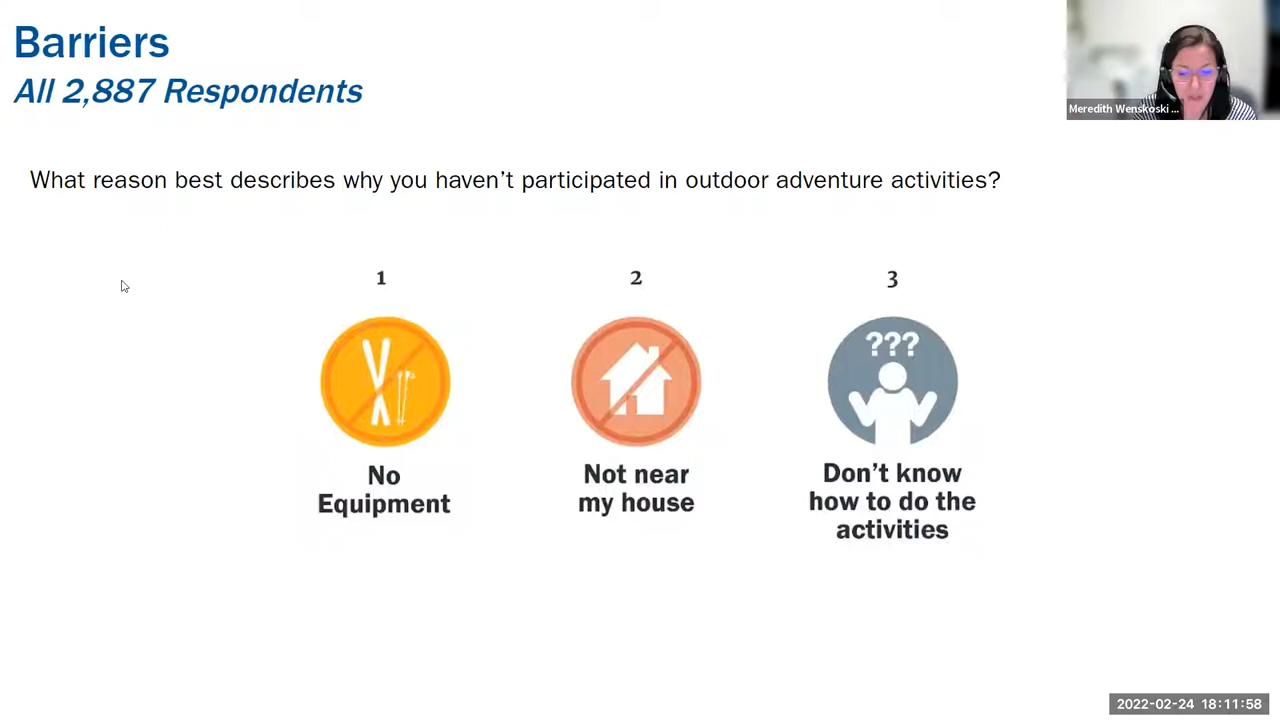 Barriers
All 2,887 Respondents
Meredith Wenskoski ...
What reason best describes why you haven't participated in outdoor adventure activities?
1
2
3
???
No
Equipment
Not near
my house
Don't know
how to do the
activities
2022-02-24 18:11:58